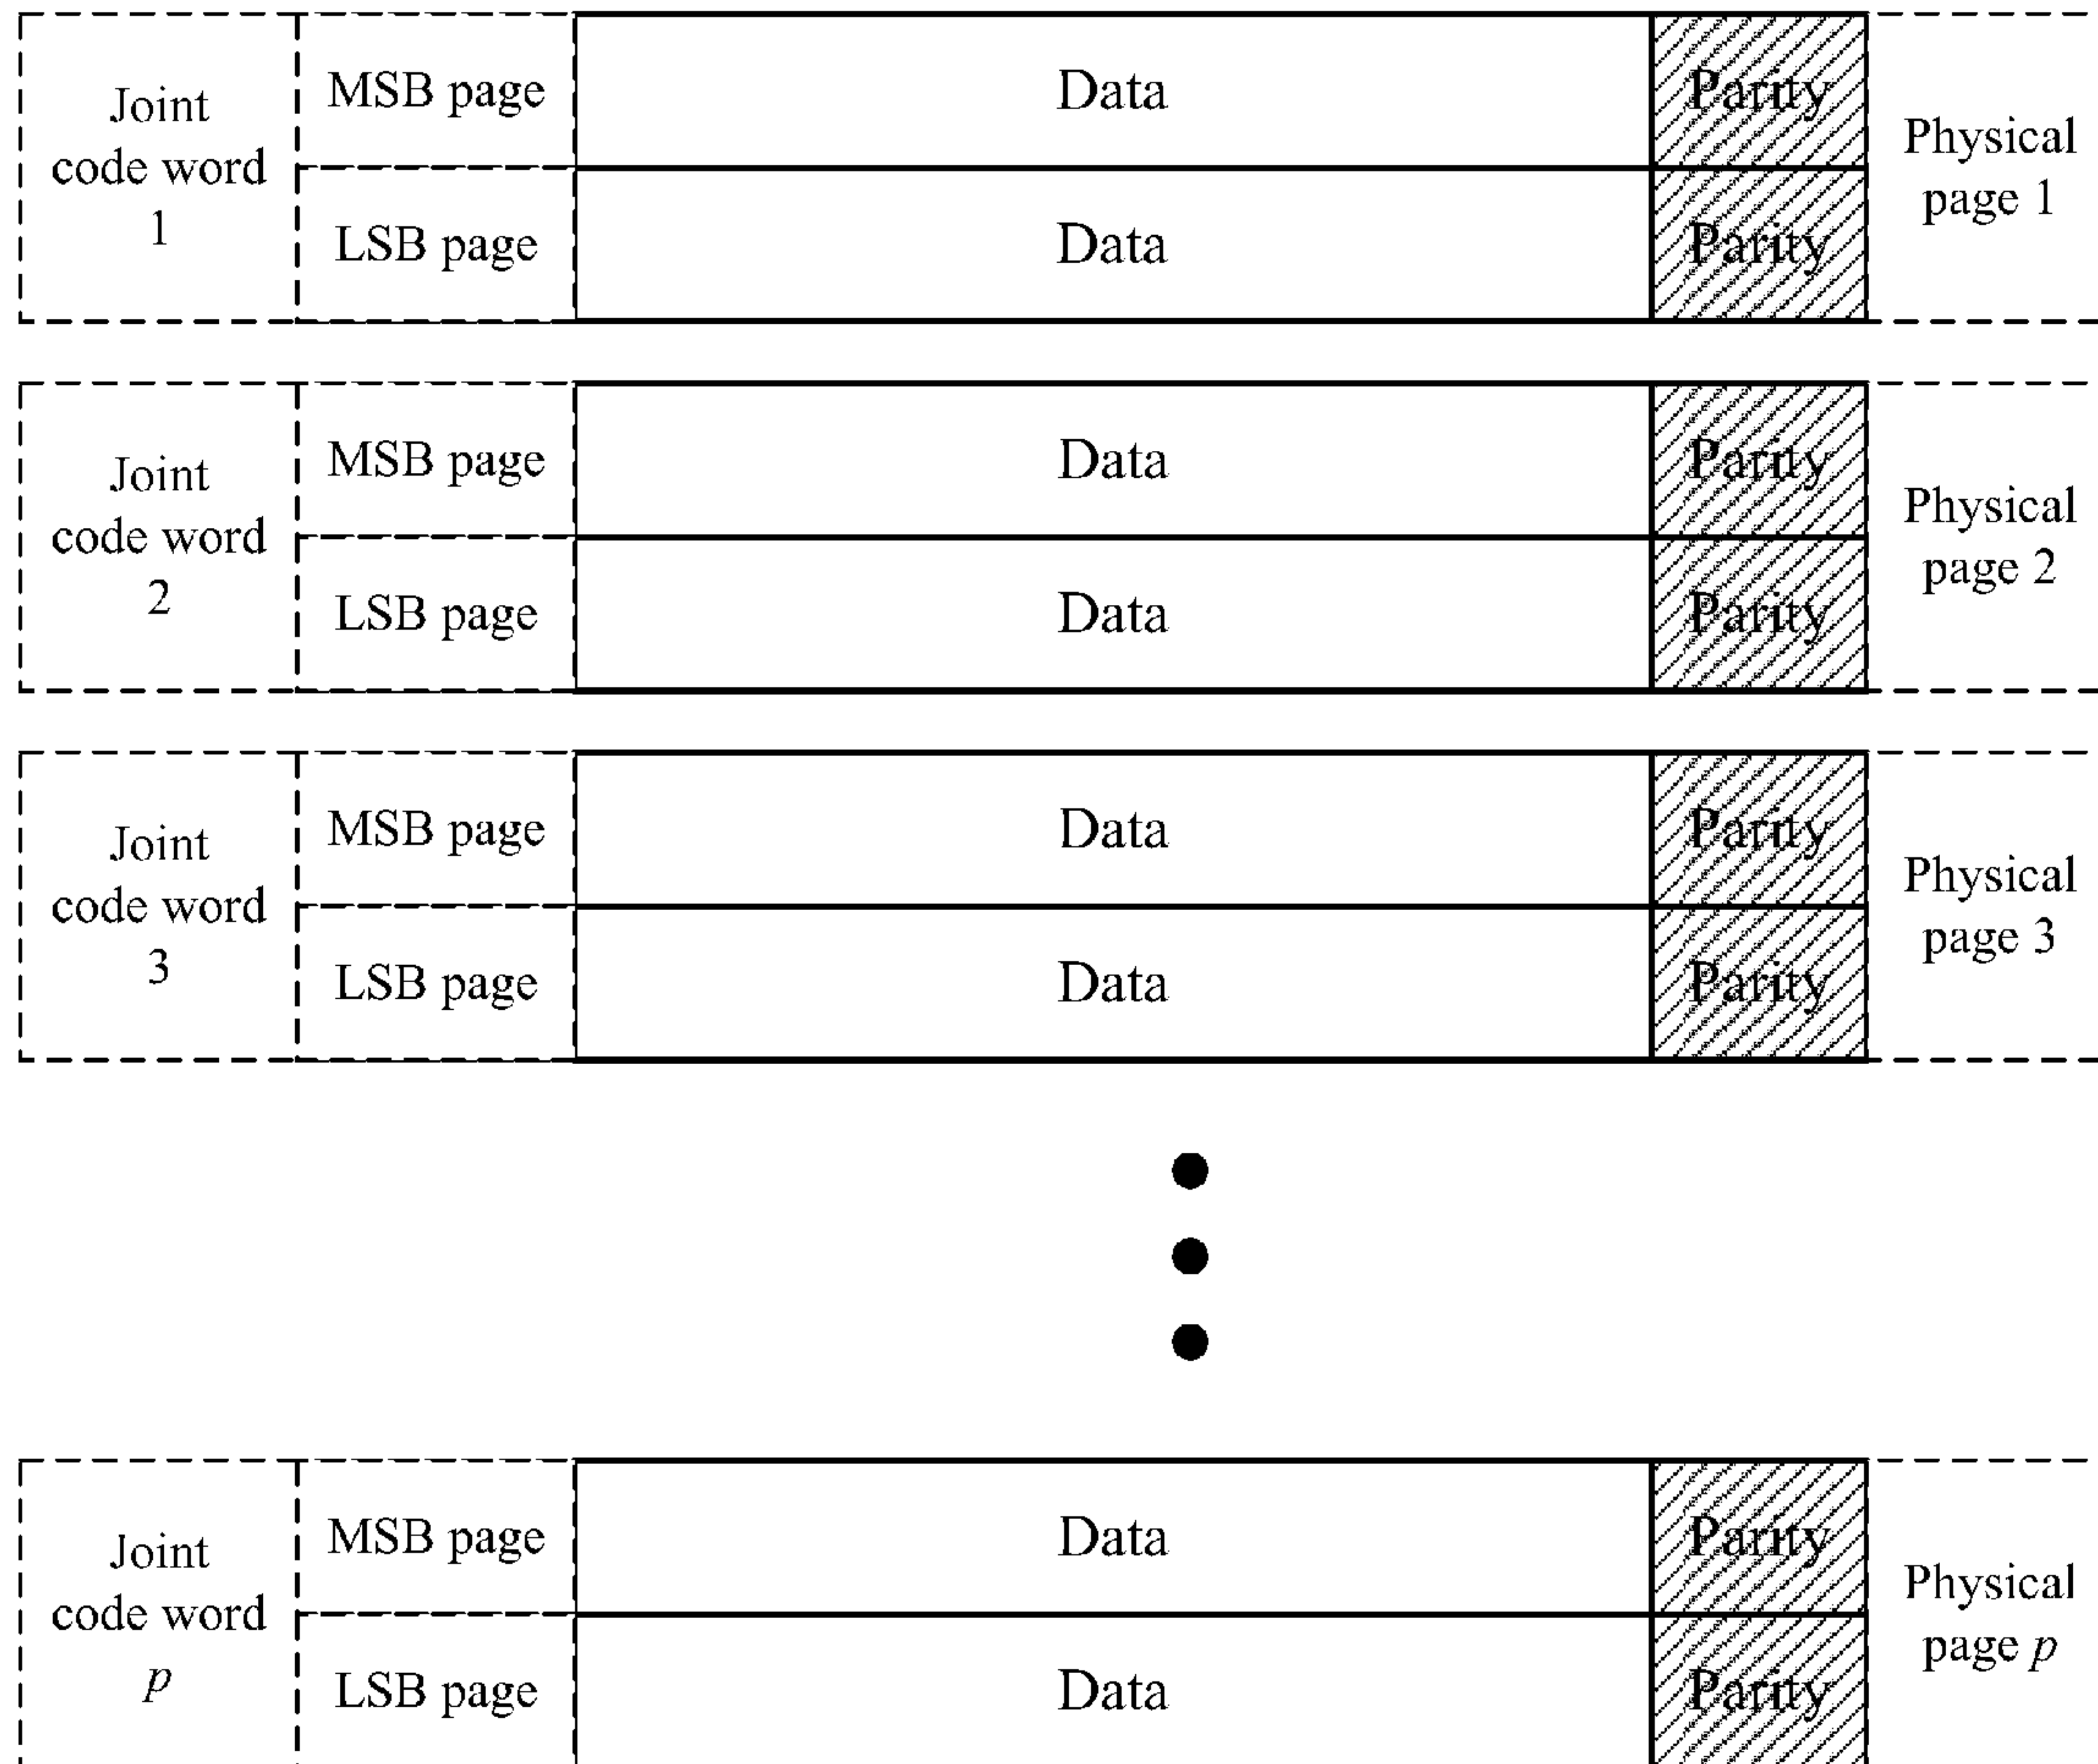 Joint
code word
1
MSB page
Data
Parity
LSB page
Data
Parity
Physical
page 1
Joint
code word
2
MSB page
Data
Parity
LSB page
Data
Parity
Physical
page 2
Joint
code word
3
MSB page
Data
Parity
LSB page
Data
Parity
Physical
page 3
Joint
code word
p
MSB page
Data
Parity
LSB page
Data
Parity
Physical
page p